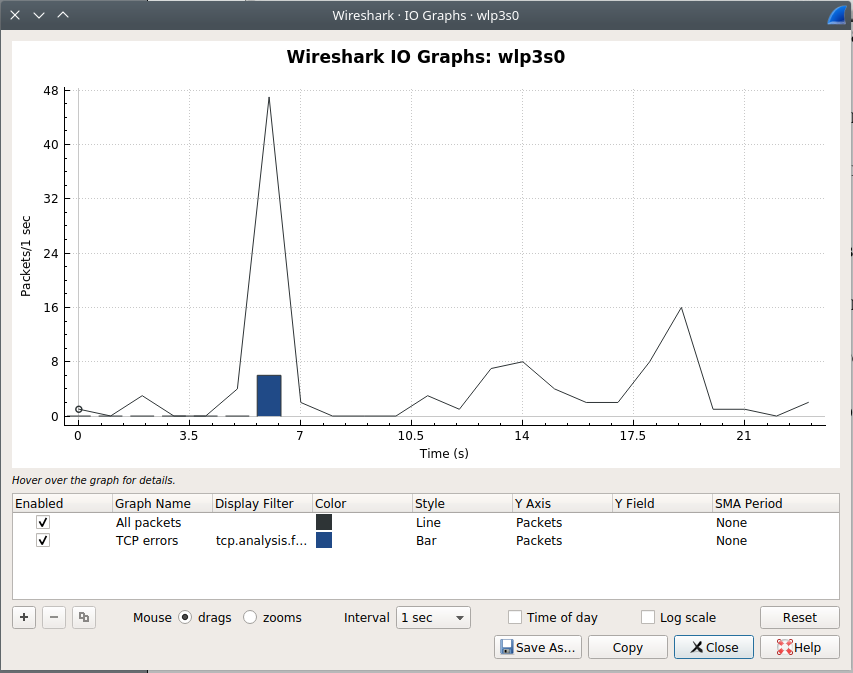 Wireshark · IO Graphs · wlp3s0
Wireshark IO Graphs: wlp3s0
48
40
32
24
16
8
0
Packets/1 sec
0 3.5 7 10.5 14 17.5 21
Time (s)
Hover over the graph for details.
Enabled Graph Name Display Filter Color Style Y Axis Y Field SMA Period
All packets Line Packets None
TCP errors tcp.analysis.f... Bar Packets None
+ − Mouse drags zooms Interval 1 sec Time of day Log scale Reset
Save As... Copy Close Help